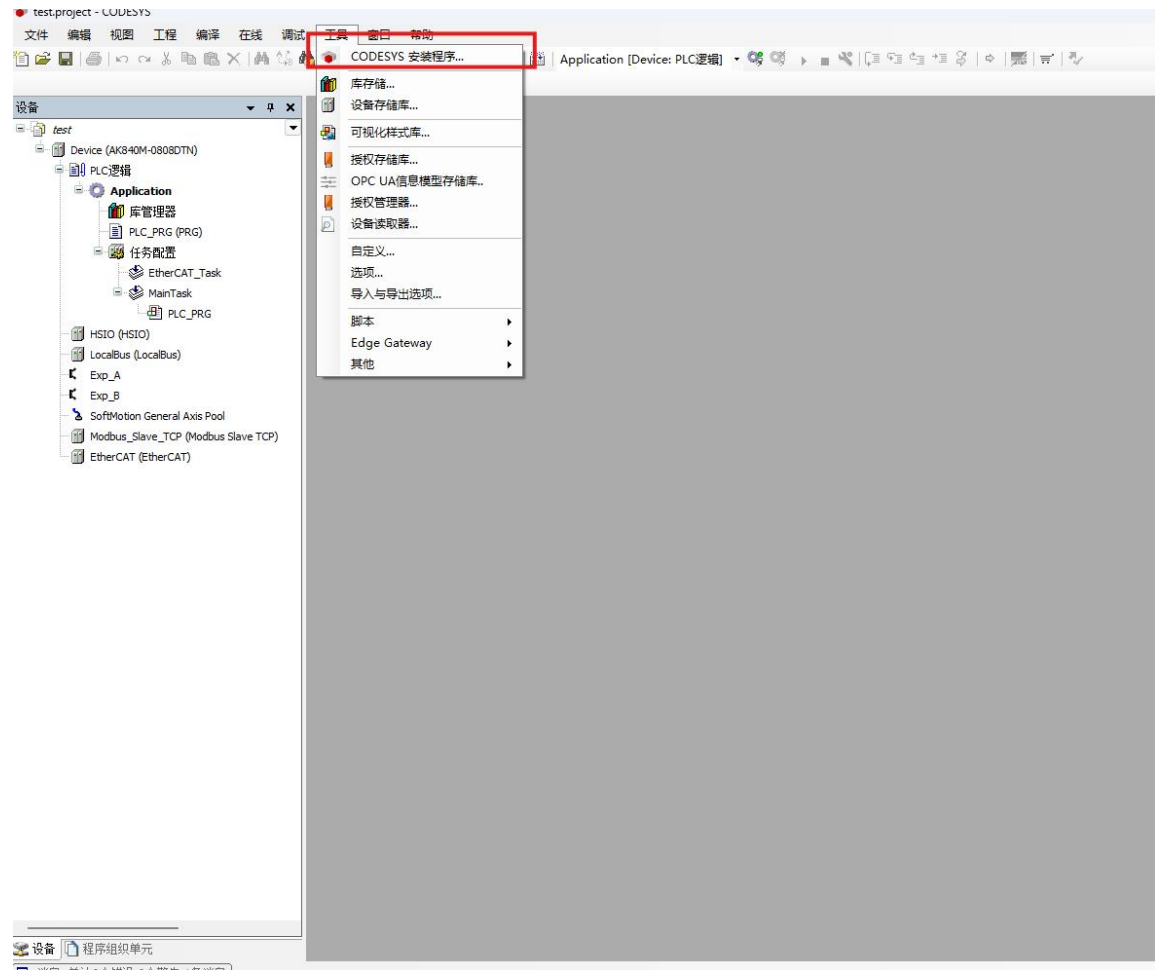 test.project - CODESYS
文件 编辑 视图 工程 编译 在线 调试 工具 窗口 帮助
CODESYS 安装程序...
Application [Device: PLC逻辑]
库存储...
设备存储库...
可视化样式库...
授权存储库...
OPC UA信息模型存储库..
授权管理器...
设备读取器...
自定义...
选项...
导入与导出选项...
脚本
Edge Gateway
其他
设备
test
Device (AK840M-0808DTN)
PLC逻辑
Application
库管理器
PLC_PRG (PRG)
任务配置
EtherCAT_Task
MainTask
PLC_PRG
HSIO (HSIO)
LocalBus (LocalBus)
Exp_A
Exp_B
SoftMotion General Axis Pool
Modbus_Slave_TCP (Modbus Slave TCP)
EtherCAT (EtherCAT)
设备 程序组织单元